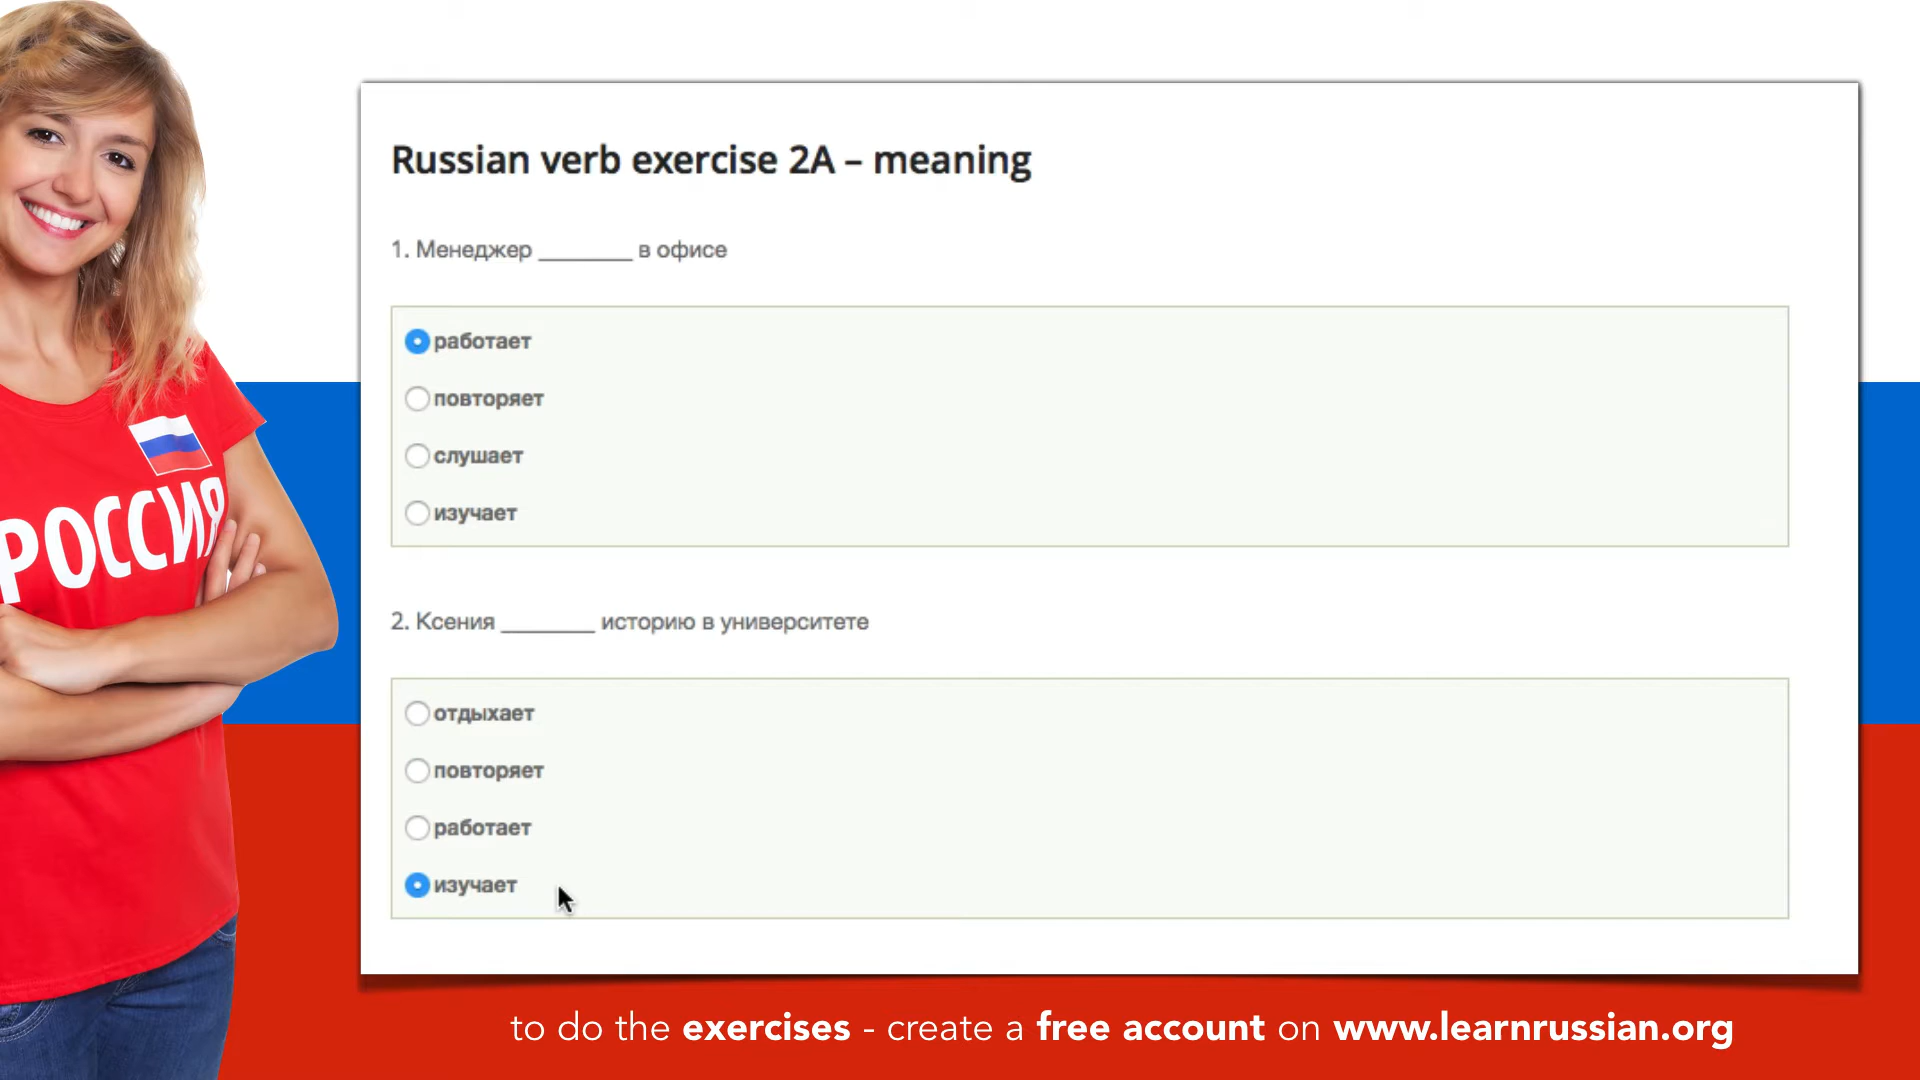 РОССИЯ
Russian verb exercise 2A – meaning
1. Менеджер ________ в офисе
работает
повторяет
слушает
изучает
2. Ксения ________ историю в университете
отдыхает
повторяет
работает
изучает
to do the exercises - create a free account on www.learnrussian.org